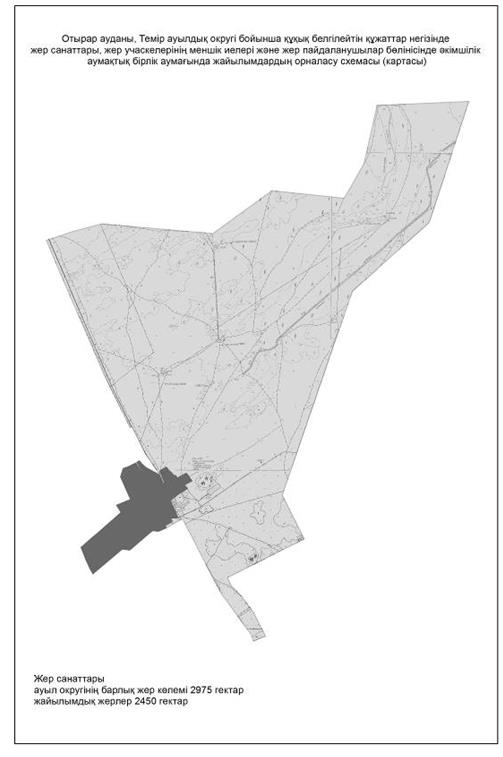 Отырар ауданы, Темір ауылдық округі бойынша құқық белгілейтін құжаттар негізінде
жер санаттары, жер учаскелерінің меншік иелері және жер пайдаланушылар бөлінісінде әкімшілік
аумақтық бірлік аумағында жайылымдардың орналасу схемасы (картасы)
Жер санаттары
ауыл округінің барлық жер көлемі 2975 гектар
жайылымдық жерлер 2450 гектар